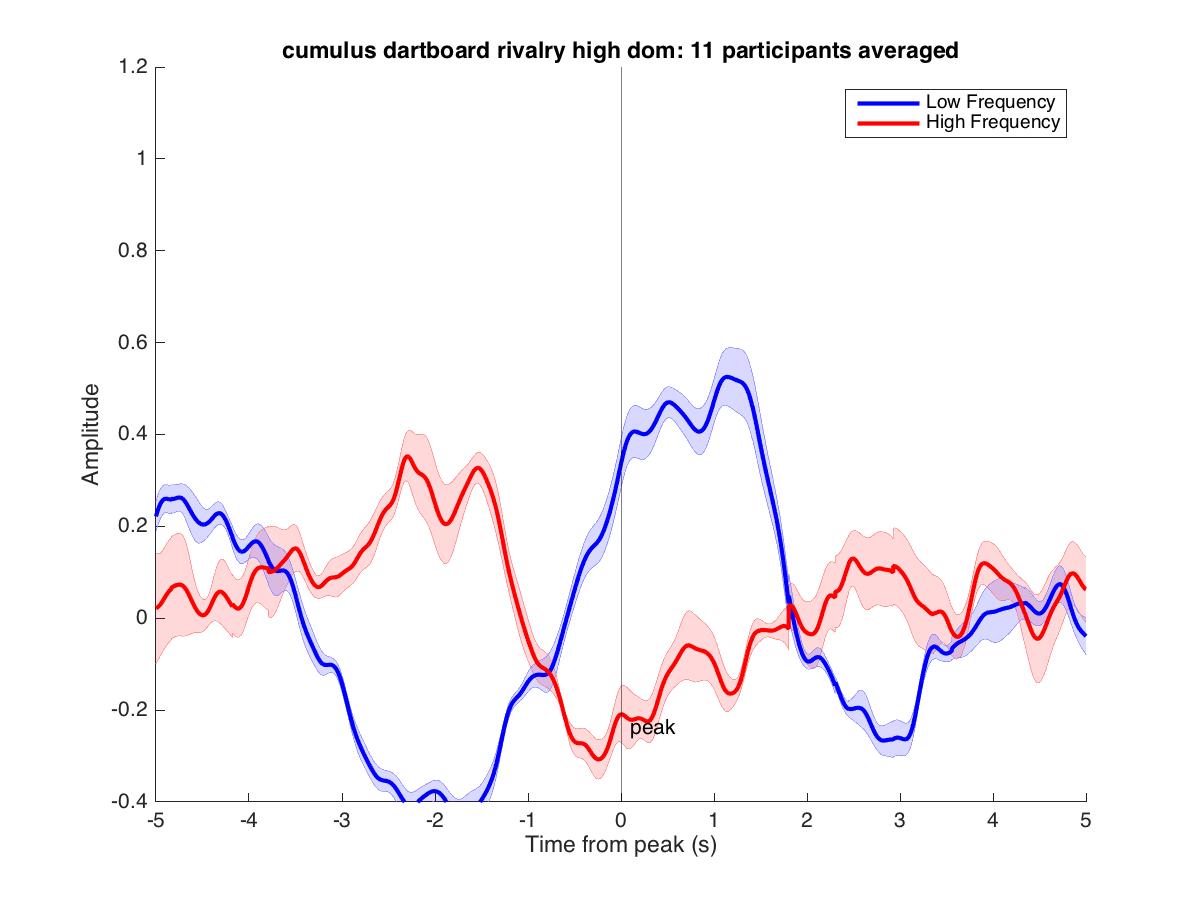 cumulus dartboard rivalry high dom: 11 participants averaged
1.2
1
0.8
0.6
0.4
0.2
0
-0.2
-0.4
Amplitude
Low Frequency
High Frequency
peak
-5 -4 -3 -2 -1 0 1 2 3 4 5
Time from peak (s)